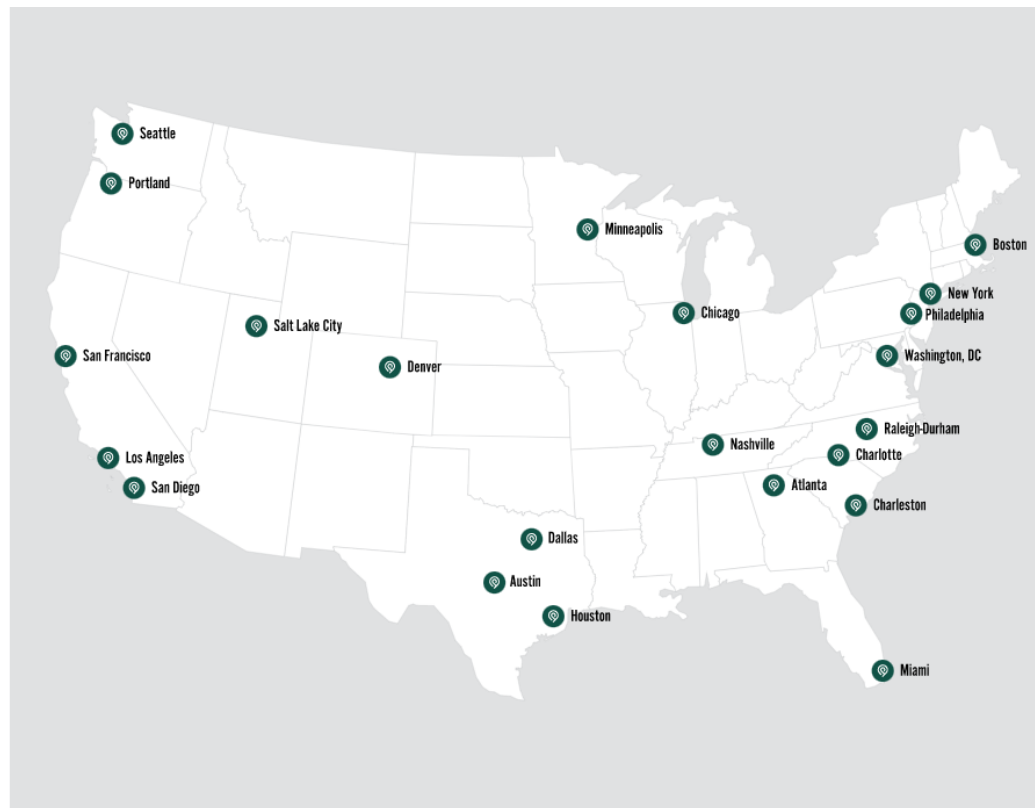 Seattle
Portland
Minneapolis
Boston
New York
Chicago
Philadelphia
Salt Lake City
San Francisco
Washington, DC
Denver
Raleigh-Durham
Nashville
Charlotte
Los Angeles
Atlanta
San Diego
Charleston
Dallas
Austin
Houston
Miami